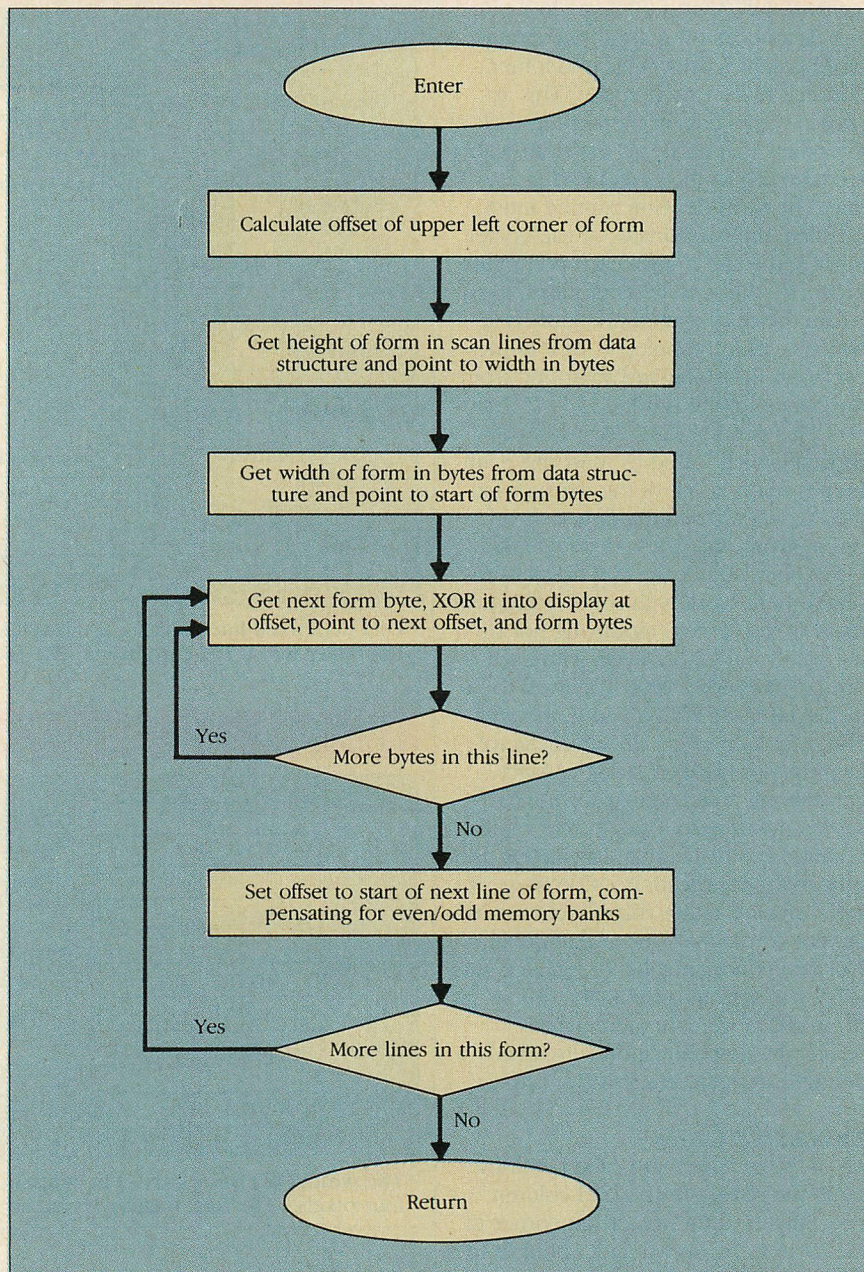 Enter
Calculate offset of upper left corner of form
Get height of form in scan lines from data
structure and point to width in bytes
Get width of form in bytes from data struc-
ture and point to start of form bytes
Get next form byte, XOR it into display at
offset, point to next offset, and form bytes
Yes
More bytes in this line?
No
Set offset to start of next line of form, com-
pensating for even/odd memory banks
Yes
More lines in this form?
No
Return